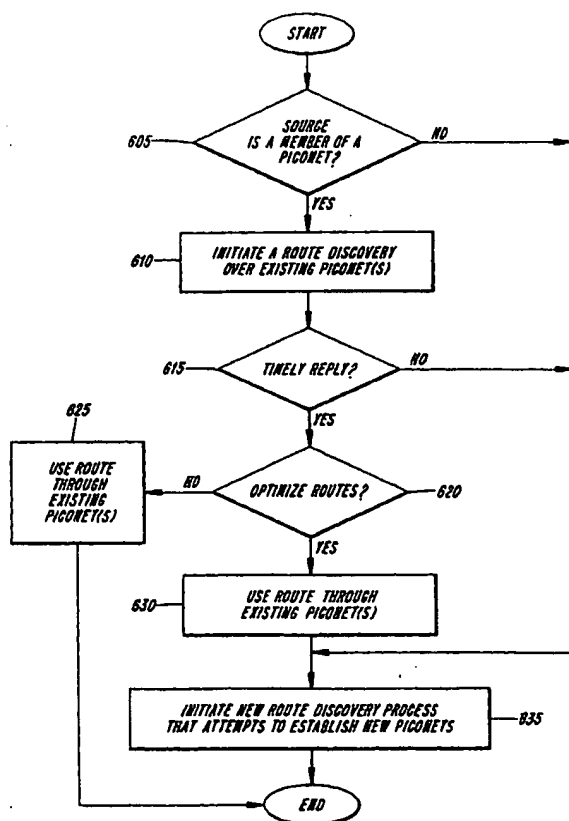 START
SOURCE
IS A MEMBER OF A
PICONET?
605
NO
YES
INITIATE A ROUTE DISCOVERY
OVER EXISTING PICONET(S)
610
TIMELY REPLY?
615
NO
YES
625
USE ROUTE
THROUGH
EXISTING
PICONET(S)
NO
OPTIMIZE ROUTES?
620
YES
USE ROUTE THROUGH
EXISTING PICONET(S)
630
INITIATE NEW ROUTE DISCOVERY PROCESS
THAT ATTEMPTS TO ESTABLISH NEW PICONETS
635
END